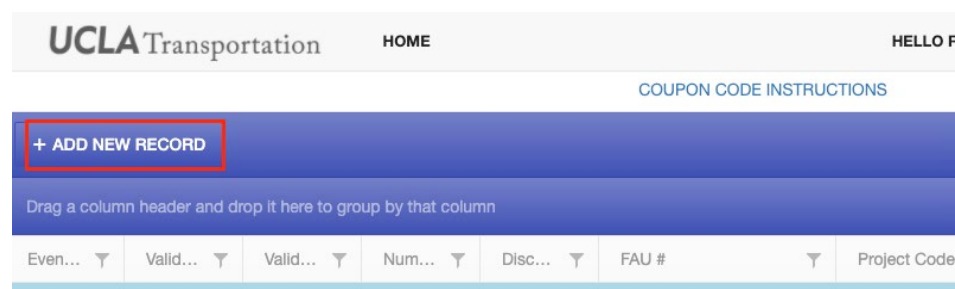 UCLA Transportation HOME HELLO F
COUPON CODE INSTRUCTIONS
+ ADD NEW RECORD
Drag a column header and drop it here to group by that column
Even... Valid... Valid... Num... Disc... FAU # Project Code